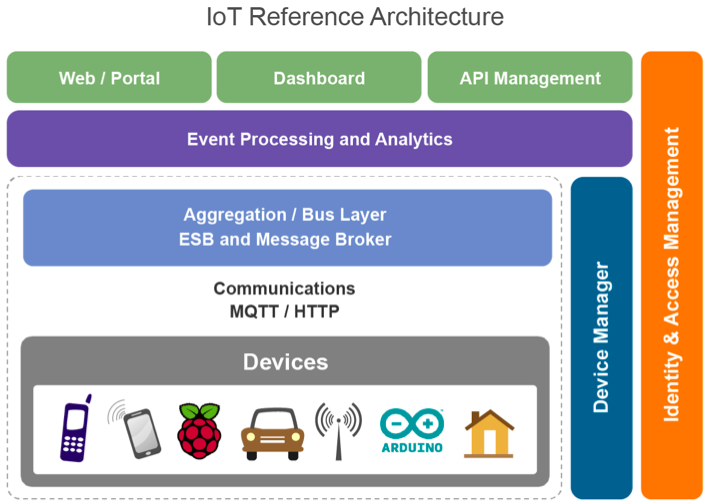 IoT Reference Architecture
Web / Portal
Dashboard
API Management
Event Processing and Analytics
Aggregation / Bus Layer
ESB and Message Broker
Communications
MQTT / HTTP
Devices
ARDUINO
Device Manager
Identity & Access Management